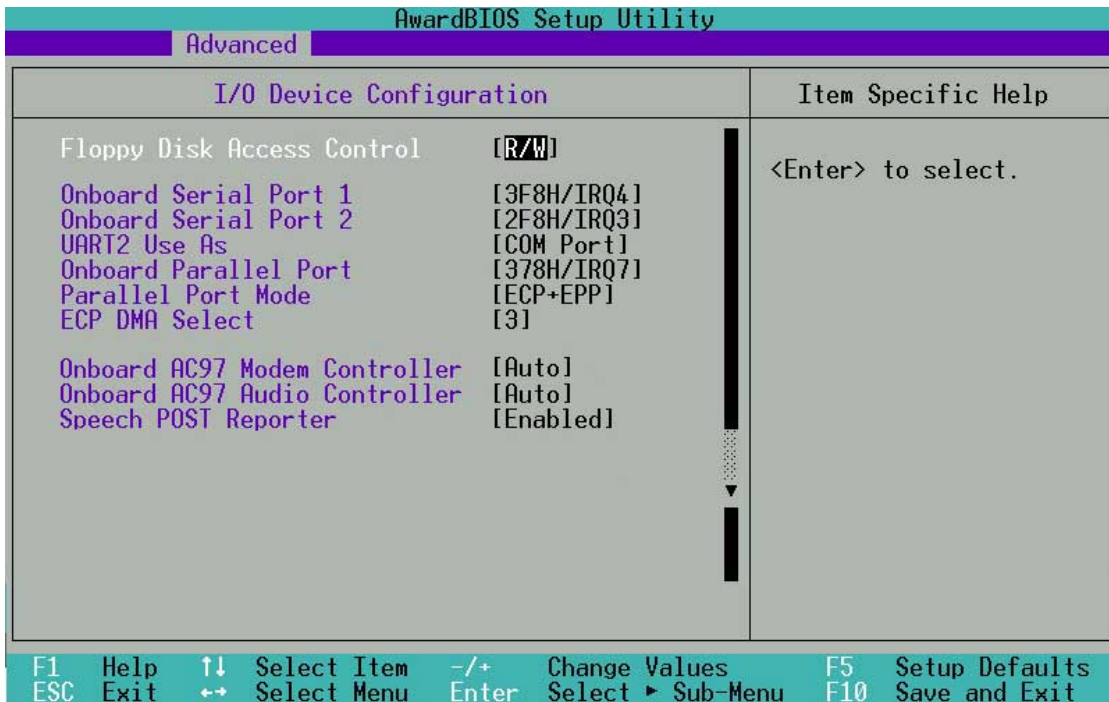 AwardBIOS Setup Utility
Advanced
I/O Device Configuration
Item Specific Help
Floppy Disk Access Control [R/W]
<Enter> to select.
Onboard Serial Port 1 [3F8H/IRQ4]
Onboard Serial Port 2 [2F8H/IRQ3]
UART2 Use As [COM Port]
Onboard Parallel Port [378H/IRQ7]
Parallel Port Mode [ECP+EPP]
ECP DMA Select [3]
Onboard AC97 Modem Controller [Auto]
Onboard AC97 Audio Controller [Auto]
Speech POST Reporter [Enabled]
F1 Help ↑↓ Select Item -/+ Change Values F5 Setup Defaults
ESC Exit ←→ Select Menu Enter Select ► Sub-Menu F10 Save and Exit